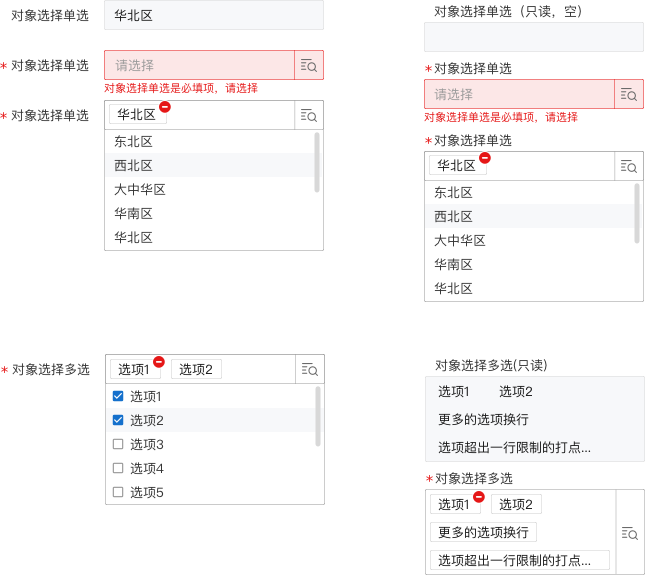 对象选择单选
华北区
对象选择单选
请选择
对象选择单选是必填项，请选择
对象选择单选
华北区
东北区
西北区
大中华区
华南区
华北区
对象选择单选（只读，空）
对象选择单选
请选择
对象选择单选是必填项，请选择
对象选择单选
华北区
东北区
西北区
大中华区
华南区
华北区
对象选择多选
选项1 选项2
选项1
选项2
选项3
选项4
选项5
对象选择多选(只读)
选项1 选项2
更多的选项换行
选项超出一行限制的打点...
对象选择多选
选项1 选项2
更多的选项换行
选项超出一行限制的打点...